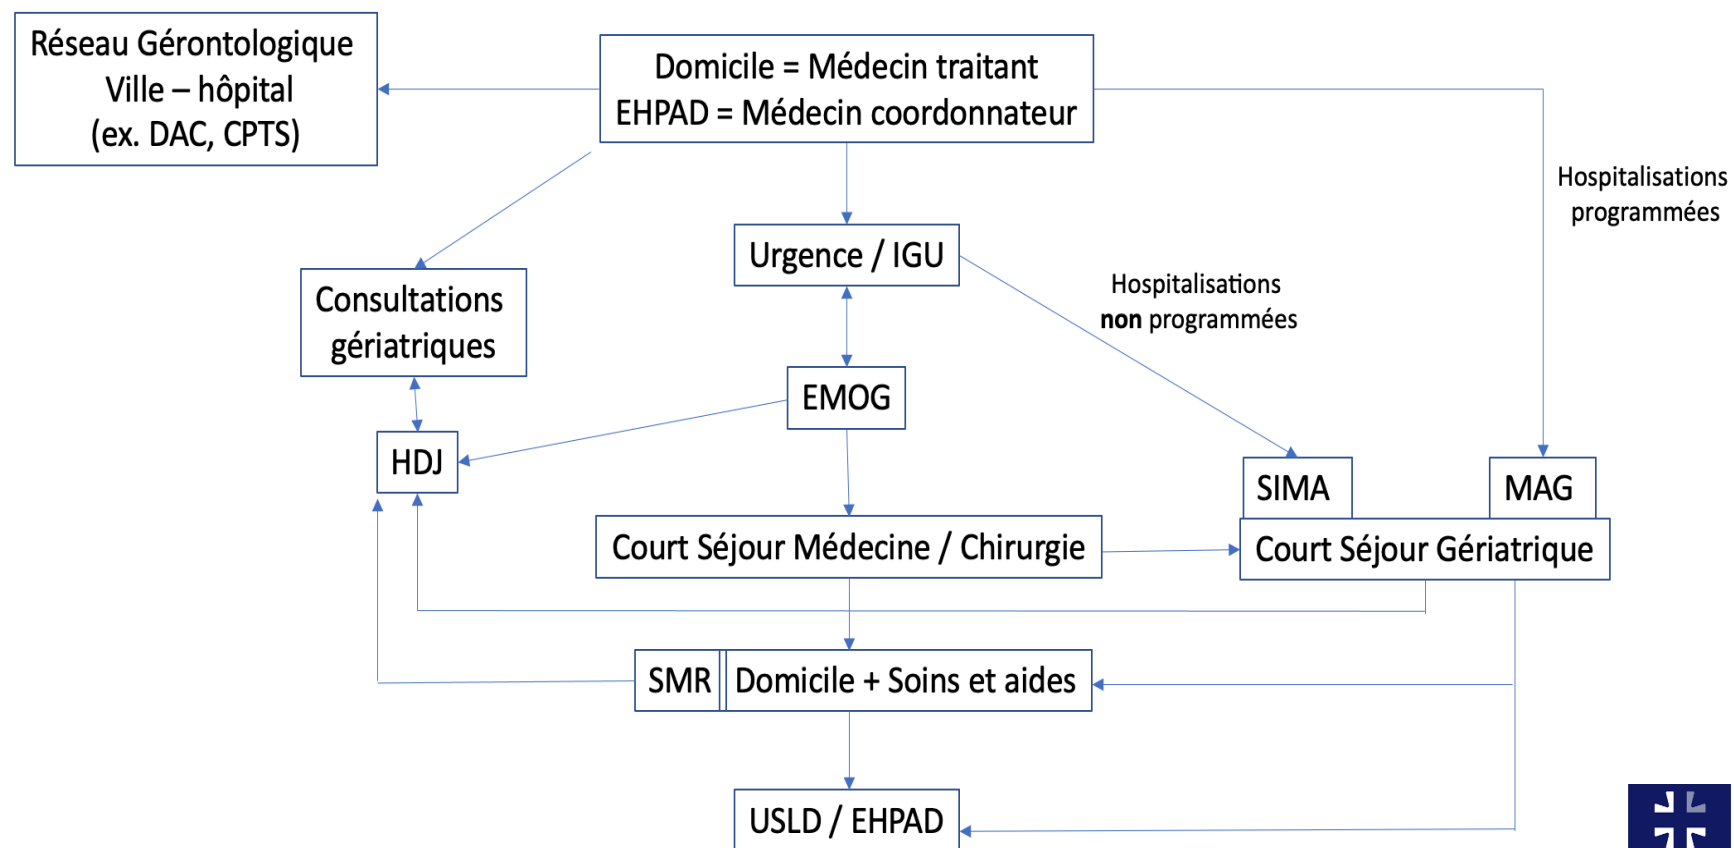 Réseau Gérontologique
Ville – hôpital
(ex. DAC, CPTS)
Domicile = Médecin traitant
EHPAD = Médecin coordonnateur
Hospitalisations
programmées
Urgence / IGU
Hospitalisations
non programmées
Consultations
gériatriques
EMOG
HDJ
SIMA
MAG
Court Séjour Médecine / Chirurgie
Court Séjour Gériatrique
SMR
Domicile + Soins et aides
USLD / EHPAD